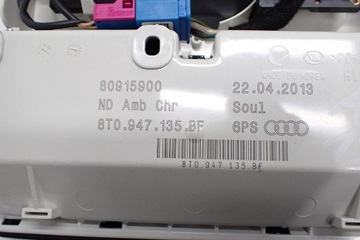 80915900 22.04.2013
ND Amb Chr Soul
8T0.947.135.BF 6PS
8T0.947.135 BF